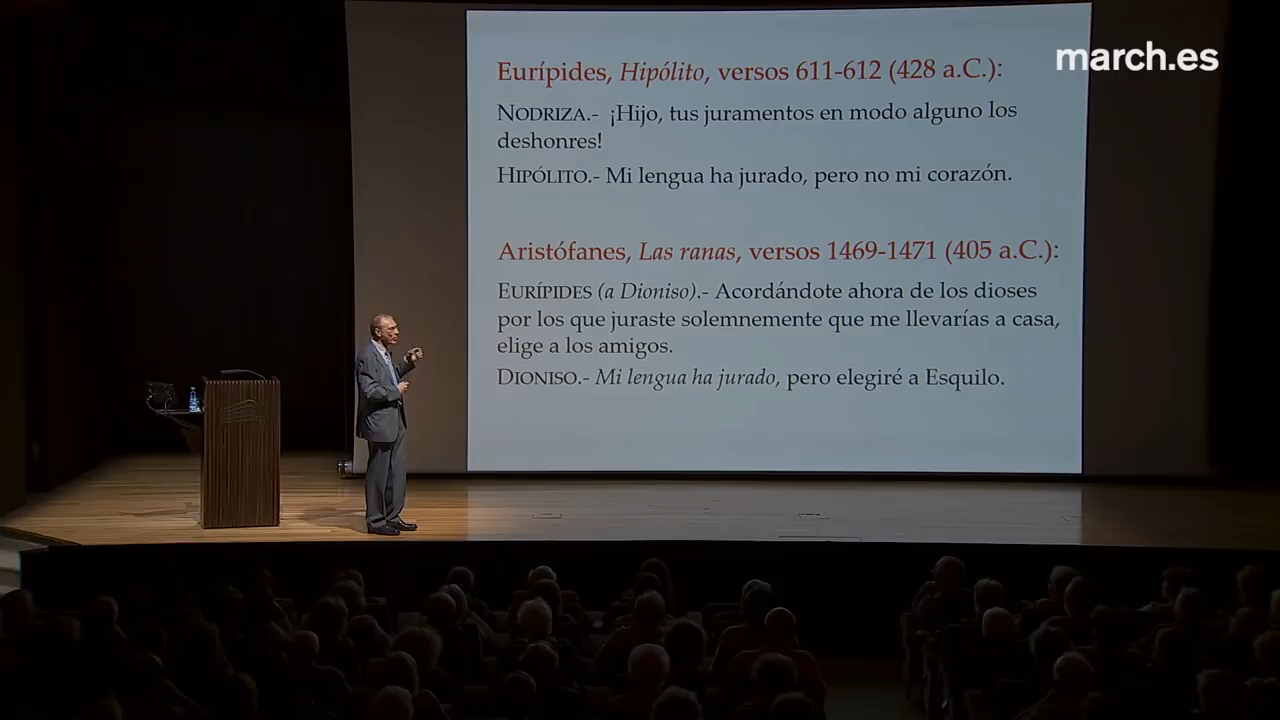 march.es
Eurípides, Hipólito, versos 611-612 (428 a.C.):
NODRIZA.- ¡Hijo, tus juramentos en modo alguno los
deshonres!
HIPÓLITO.- Mi lengua ha jurado, pero no mi corazón.
Aristófanes, Las ranas, versos 1469-1471 (405 a.C.):
EURÍPIDES (a Dioniso).- Acordándote ahora de los dioses
por los que juraste solemnemente que me llevarías a casa,
elige a los amigos.
DIONISO.- Mi lengua ha jurado, pero elegiré a Esquilo.